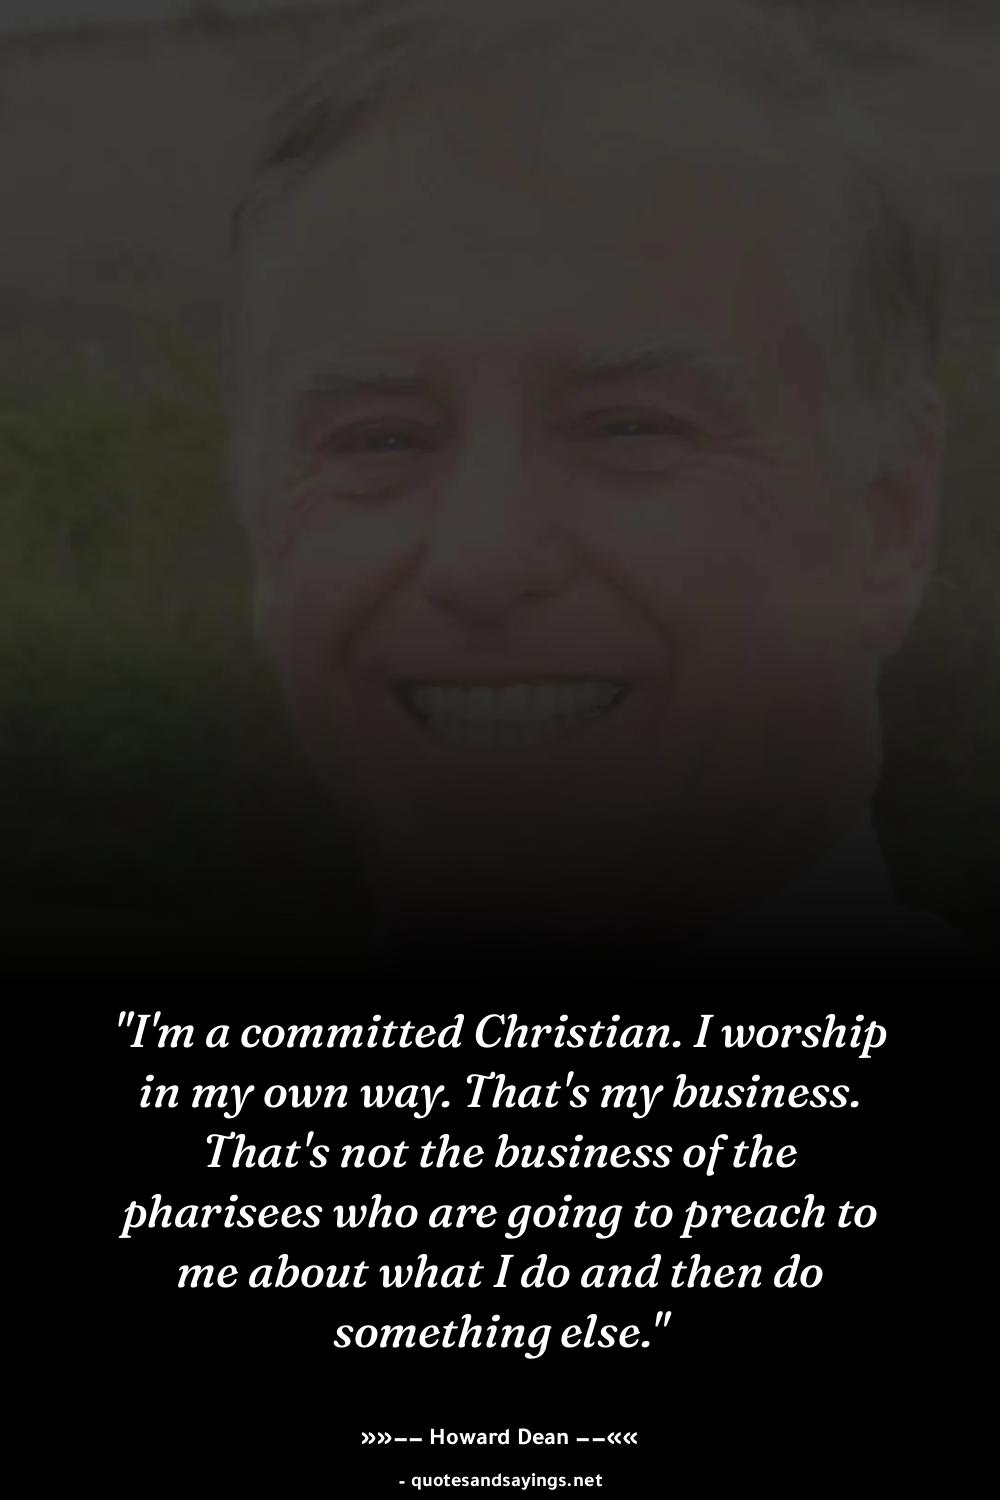 "I'm a committed Christian. I worship
in my own way. That's my business.
That's not the business of the
pharisees who are going to preach to
me about what I do and then do
something else."
»»–– Howard Dean ––««
- quotesandsayings.net